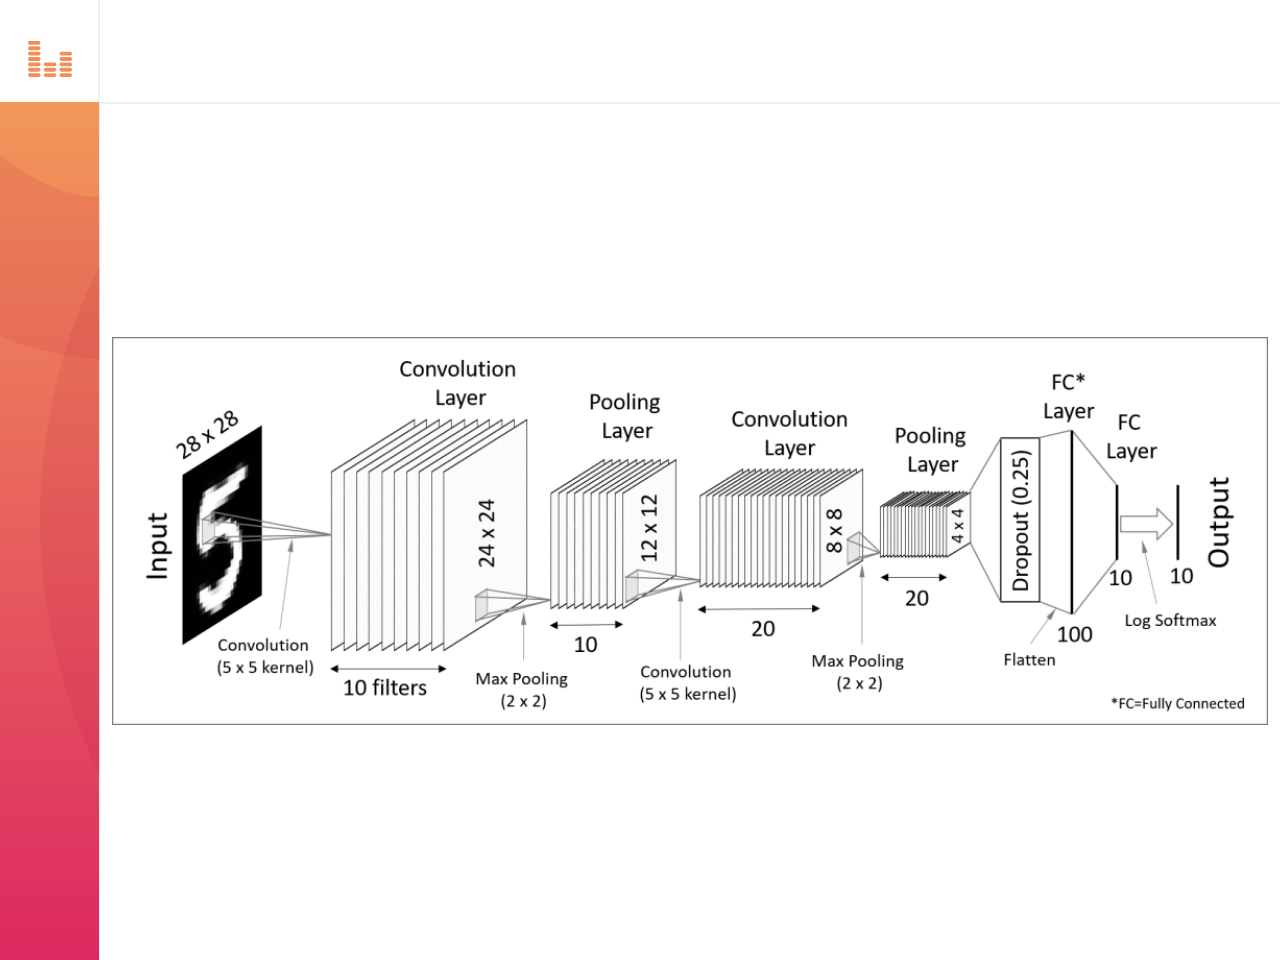 Input
28 x 28
Convolution
(5 x 5 kernel)
Convolution
Layer
24 x 24
10 filters
Max Pooling
(2 x 2)
Pooling
Layer
12 x 12
10
Convolution
(5 x 5 kernel)
Convolution
Layer
8 x 8
20
Max Pooling
(2 x 2)
Pooling
Layer
4 x 4
20
Dropout (0.25)
Flatten
FC*
Layer
100
FC
Layer
10
Log Softmax
10
Output
*FC=Fully Connected